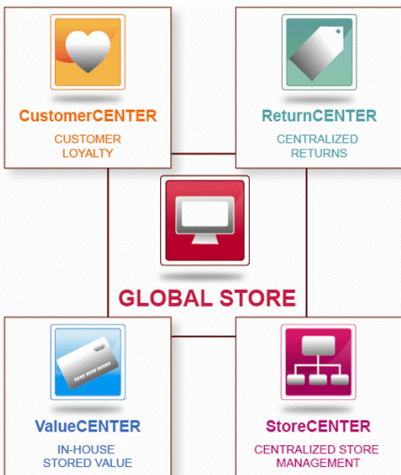 CustomerCENTER
CUSTOMER
LOYALTY
ReturnCENTER
CENTRALIZED
RETURNS
GLOBAL STORE
ValueCENTER
IN-HOUSE
STORED VALUE
StoreCENTER
CENTRALIZED STORE
MANAGEMENT